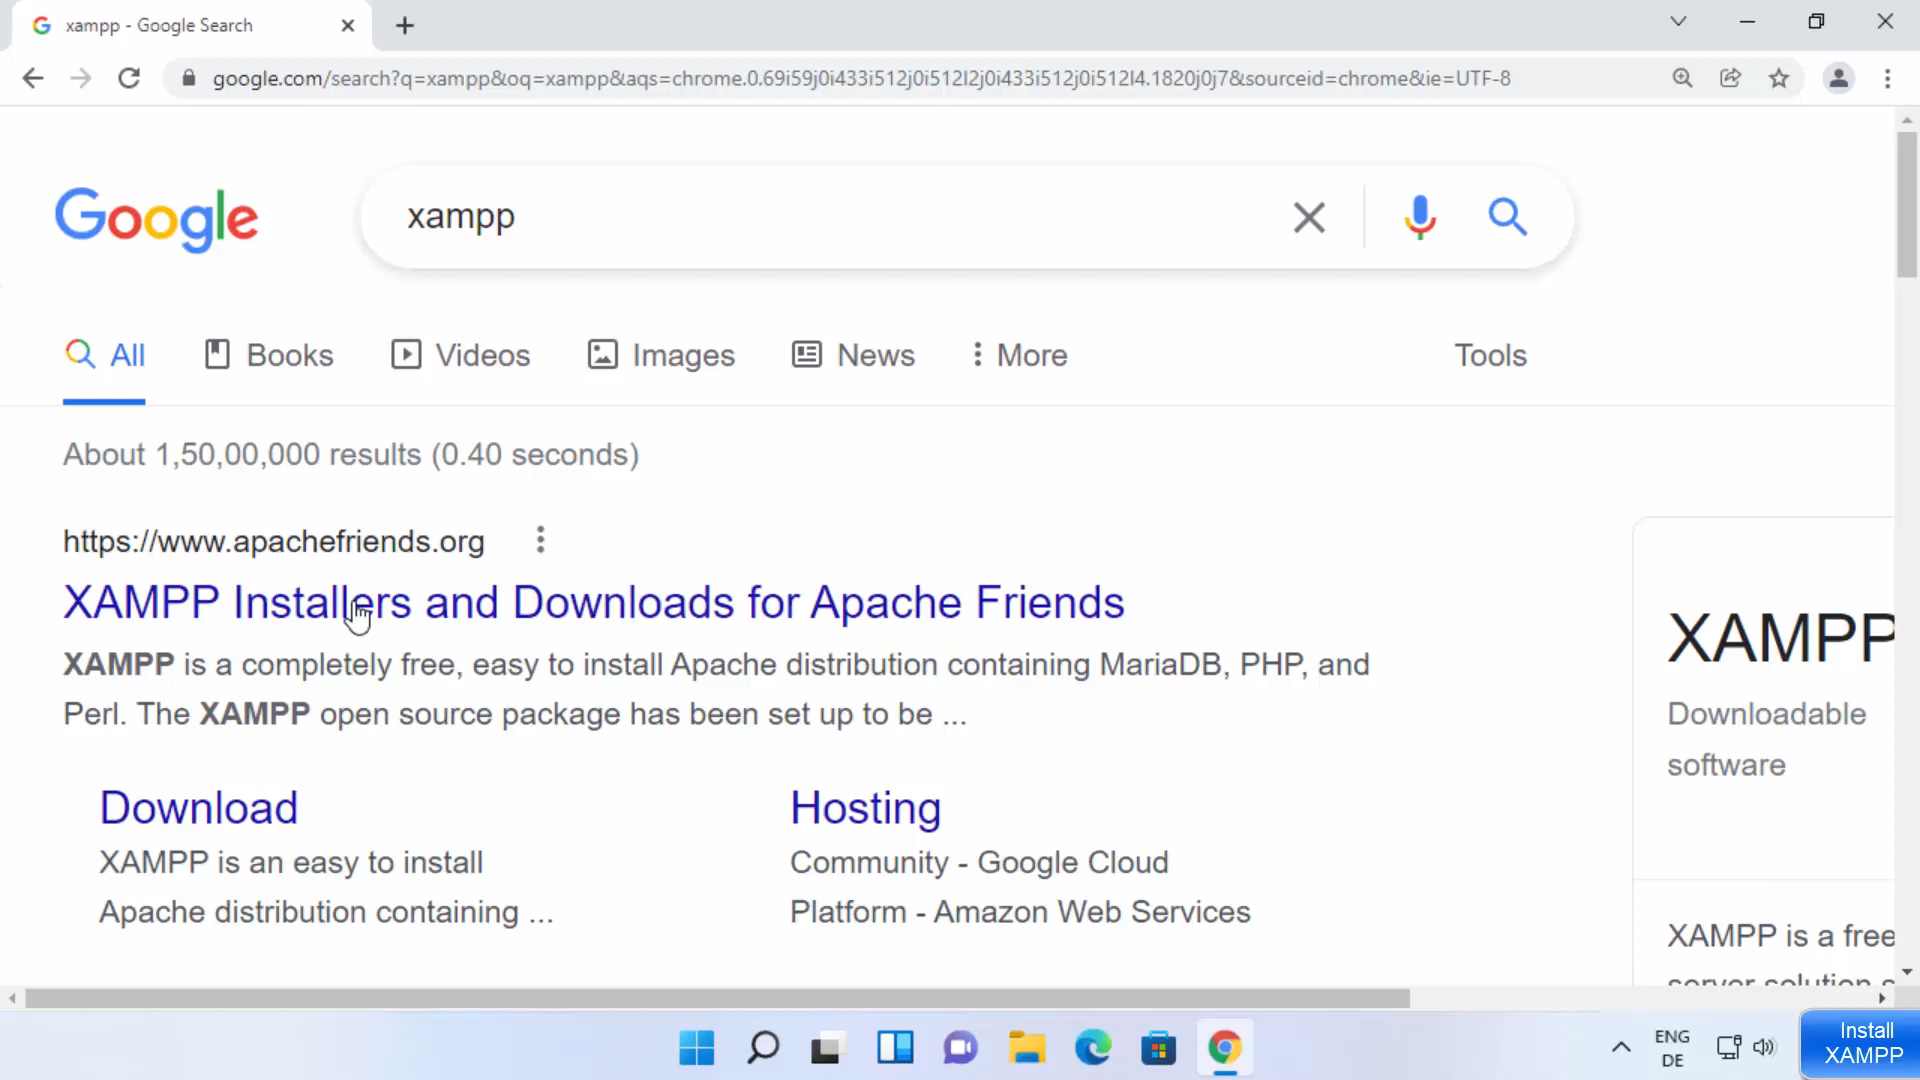 xampp - Google Search
google.com/search?q=xampp&oq=xampp&aqs=chrome.0.69i59j0i433i512j0i512l2j0i433i512j0i512l4.1820j0j7&sourceid=chrome&ie=UTF-8
Google
xampp
All Books Videos Images News More Tools
About 1,50,00,000 results (0.40 seconds)
https://www.apachefriends.org
XAMPP Installers and Downloads for Apache Friends
XAMPP is a completely free, easy to install Apache distribution containing MariaDB, PHP, and
Perl. The XAMPP open source package has been set up to be ...
Download
XAMPP is an easy to install
Apache distribution containing ...
Hosting
Community - Google Cloud
Platform - Amazon Web Services
XAMPP
Downloadable
software
XAMPP is a free
server solution
ENG
DE
Install
XAMPP